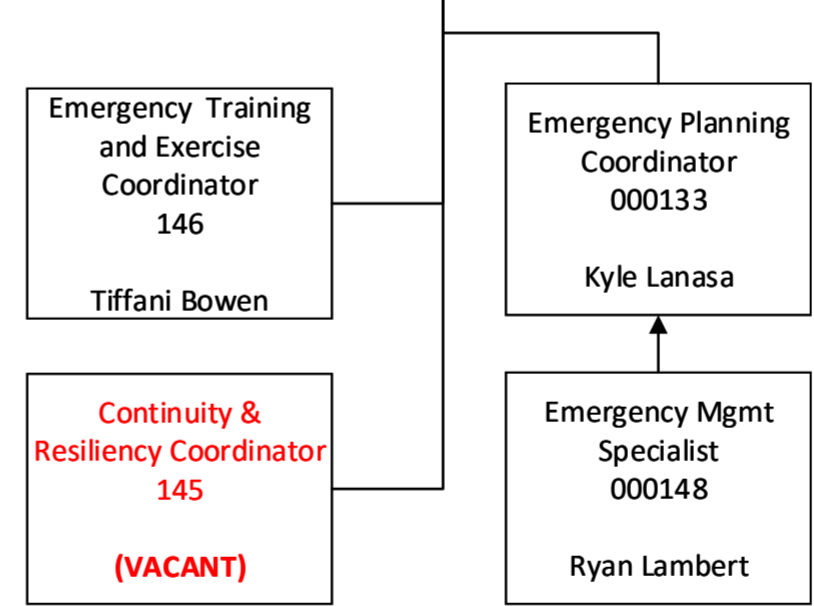 Emergency Training
and Exercise
Coordinator
146
Tiffani Bowen
Emergency Planning
Coordinator
000133
Kyle Lanasa
Continuity &
Resiliency Coordinator
145
(VACANT)
Emergency Mgmt
Specialist
000148
Ryan Lambert